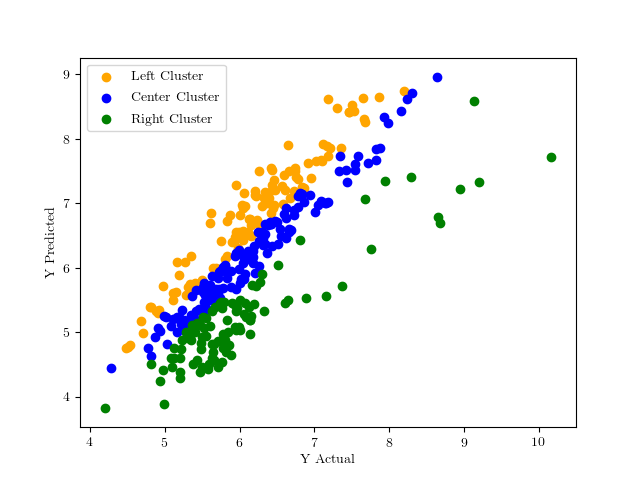 9
8
7
6
5
4
Y Predicted
Left Cluster
Center Cluster
Right Cluster
4 5 6 7 8 9 10
Y Actual